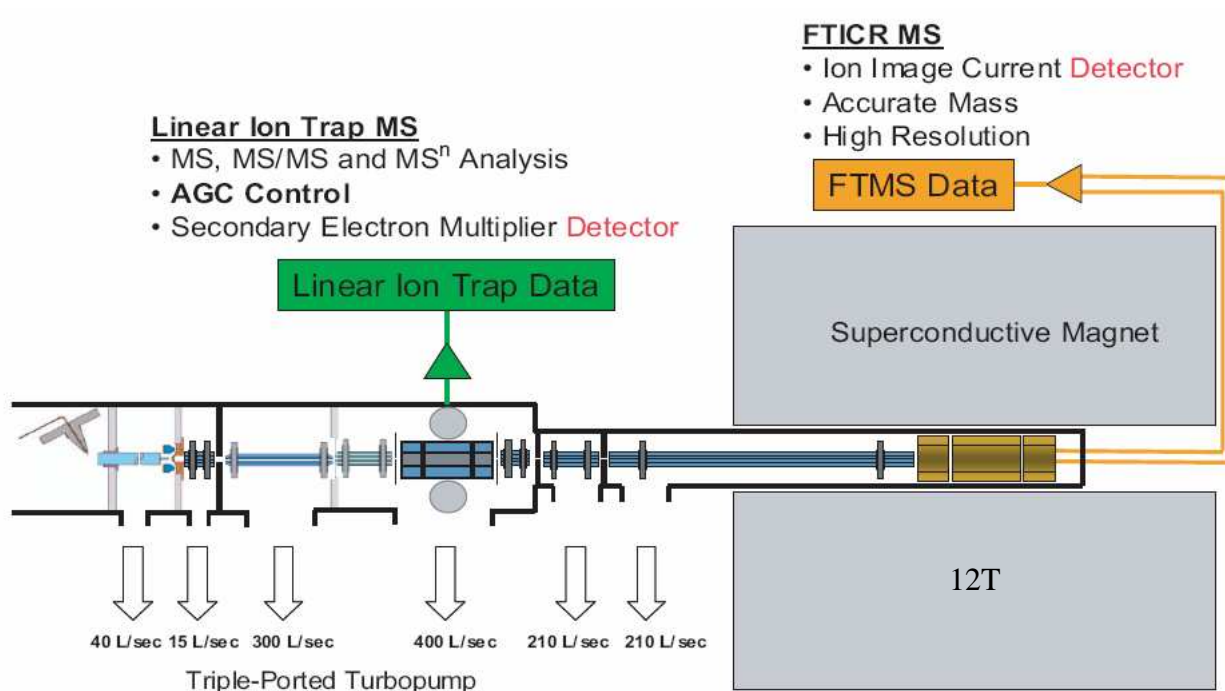 FTICR MS
• Ion Image Current Detector
• Accurate Mass
• High Resolution
FTMS Data
Linear Ion Trap MS
• MS, MS/MS and MSⁿ Analysis
• AGC Control
• Secondary Electron Multiplier Detector
Linear Ion Trap Data
Superconductive Magnet
12T
40 L/sec 15 L/sec 300 L/sec 400 L/sec 210 L/sec 210 L/sec
Triple-Ported Turbopump